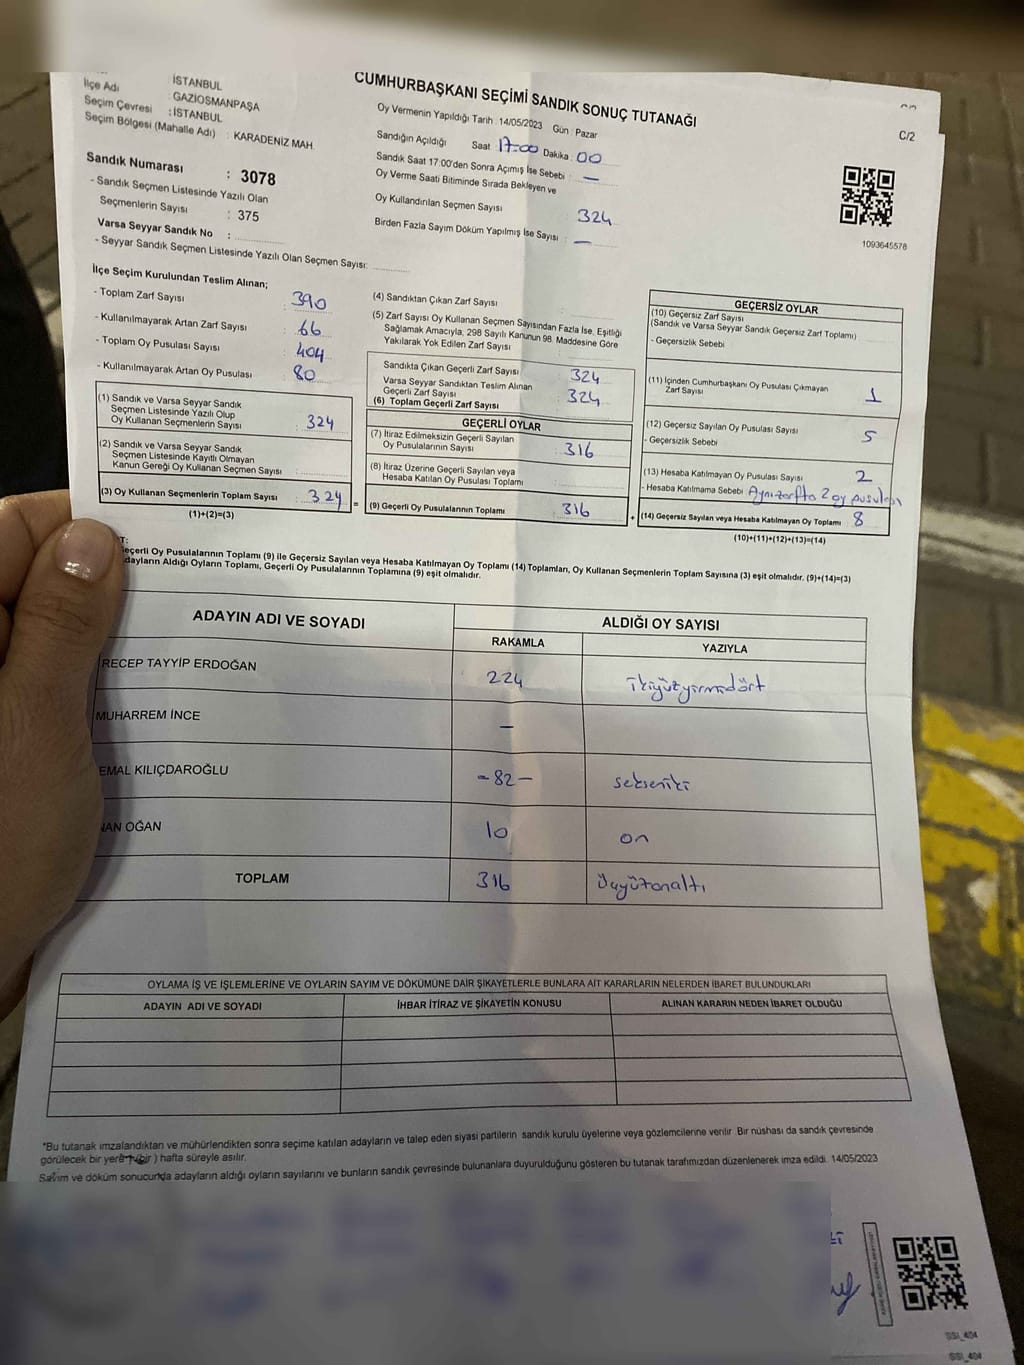 CUMHURBAŞKANI SEÇİMİ SANDIK SONUÇ TUTANAĞI
C/2
İSTANBUL
İlçe Adı : GAZİOSMANPAŞA
Seçim Çevresi : İSTANBUL
Seçim Bölgesi (Mahalle Adı) : KARADENİZ MAH.
Sandık Numarası : 3078
- Sandık Seçmen Listesinde Yazılı Olan
Seçmenlerin Sayısı : 375
Varsa Seyyar Sandık No :
- Seyyar Sandık Seçmen Listesinde Yazılı Olan Seçmen Sayısı:
Oy Vermenin Yapıldığı Tarih : 14/05/2023 Gün : Pazar
Sandığın Açıldığı Saat 17:00 Dakika : 00
Sandık Saat 17:00'den Sonra Açımış İse Sebebi : —
Oy Verme Saati Bitiminde Sırada Bekleyen ve
Oy Kullandırılan Seçmen Sayısı : 324
Birden Fazla Sayım Döküm Yapılmış İse Sayısı : —
1093645578
İlçe Seçim Kurulundan Teslim Alınan;
- Toplam Zarf Sayısı : 390
- Kullanılmayarak Artan Zarf Sayısı : 66
- Toplam Oy Pusulası Sayısı : 404
- Kullanılmayarak Artan Oy Pusulası : 80
(1) Sandık ve Varsa Seyyar Sandık
Seçmen Listesinde Yazılı Olup
Oy Kullanan Seçmenlerin Sayısı : 324
(2) Sandık ve Varsa Seyyar Sandık
Seçmen Listesinde Kayıtlı Olmayan
Kanun Gereği Oy Kullanan Seçmen Sayısı :
(3) Oy Kullanan Seçmenlerin Toplam Sayısı : 324
(1)+(2)=(3)
(4) Sandıktan Çıkan Zarf Sayısı :
(5) Zarf Sayısı Oy Kullanan Seçmen Sayısından Fazla İse, Eşitliği
Sağlamak Amacıyla, 298 Sayılı Kanunun 98. Maddesine Göre
Yakılarak Yok Edilen Zarf Sayısı :
Sandıkta Çıkan Geçerli Zarf Sayısı : 324
Varsa Seyyar Sandıktan Teslim Alınan
Geçerli Zarf Sayısı : 324
(6) Toplam Geçerli Zarf Sayısı
GEÇERLİ OYLAR
(7) İtiraz Edilmeksizin Geçerli Sayılan
Oy Pusulalarının Sayısı : 316
(8) İtiraz Üzerine Geçerli Sayılan veya
Hesaba Katılan Oy Pusulası Toplamı :
(9) Geçerli Oy Pusulalarının Toplamı : 316
GEÇERSİZ OYLAR
(10) Geçersiz Zarf Sayısı
(Sandık ve Varsa Seyyar Sandık Geçersiz Zarf Toplamı) :
- Geçersizlik Sebebi :
(11) İçinden Cumhurbaşkanı Oy Pusulası Çıkmayan
Zarf Sayısı : 1
(12) Geçersiz Sayılan Oy Pusulası Sayısı : 5
- Geçersizlik Sebebi :
(13) Hesaba Katılmayan Oy Pusulası Sayısı : 2
- Hesaba Katılmama Sebebi : Aynı zarfta 2 oy pusulası
(14) Geçersiz Sayılan veya Hesaba Katılmayan Oy Toplamı : 8
(10)+(11)+(12)+(13)=(14)
T:
eçerli Oy Pusulalarının Toplamı (9) ile Geçersiz Sayılan veya Hesaba Katılmayan Oy Toplamı (14) Toplamları, Oy Kullanan Seçmenlerin Toplam Sayısına (3) eşit olmalıdır. (9)+(14)=(3)
dayların Aldığı Oyların Toplamı, Geçerli Oy Pusulalarının Toplamına (9) eşit olmalıdır.
ADAYIN ADI VE SOYADI ALDIĞI OY SAYISI
RAKAMLA YAZIYLA
RECEP TAYYİP ERDOĞAN 224 ikiyüzyirmidört
MUHARREM İNCE —
EMAL KILIÇDAROĞLU -82- sekseniki
NAN OĞAN 10 on
TOPLAM 316 Üçyüzonaltı
OYLAMA İŞ VE İŞLEMLERİNE VE OYLARIN SAYIM VE DÖKÜMÜNE DAİR ŞİKAYETLERLE BUNLARA AİT KARARLARIN NELERDEN İBARET BULUNDUKLARI
ADAYIN ADI VE SOYADI İHBAR İTİRAZ VE ŞİKAYETİN KONUSU ALINAN KARARIN NEDEN İBARET OLDUĞU
*Bu tutanak imzalandıktan ve mühürlendikten sonra seçime katılan adayların ve talep eden siyasi partilerin sandık kurulu üyelerine veya gözlemcilerine verilir. Bir nüshası da sandık çevresinde
görülecek bir yere (bir) hafta süreyle asılır.
Sayım ve döküm sonucunda adayların aldığı oyların sayılarını ve bunların sandık çevresinde bulunanlara duyurulduğunu gösteren bu tutanak tarafımızdan düzenlenerek imza edildi. 14/05/2023
SSI_404
SSI_404